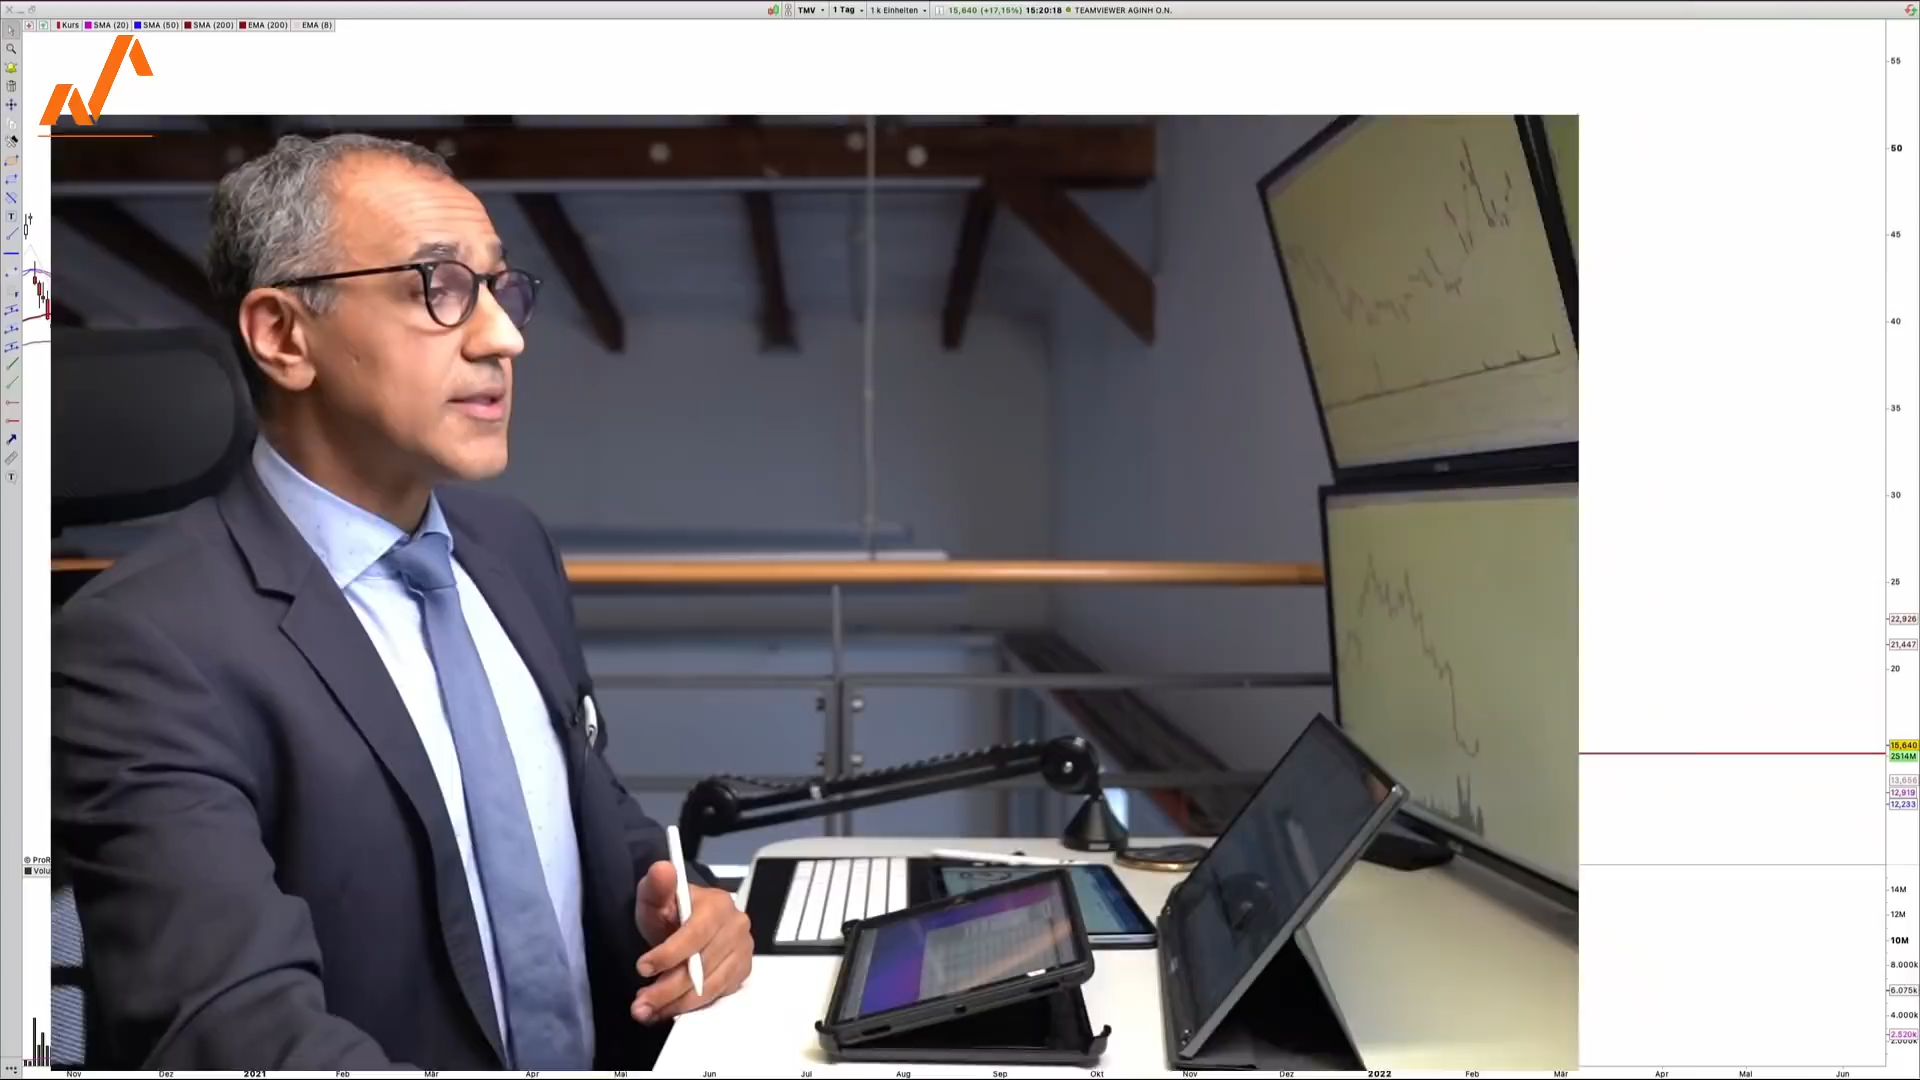 TMV 1 Tag 1 k Einheiten 15,640 (+17,15%) 15:20:18 TEAMVIEWER AGINH O.N.
Kurs SMA (20) SMA (50) SMA (200) EMA (200) EMA (8)
55
50
45
40
35
30
25
22,926
21,447
20
15,640
2S14M
13,656
12,919
12,233
© ProR
Volu
14M
12M
10M
8.000k
6.075k
4.000k
2.520k
Nov Dez 2021 Feb Mär Apr Mai Jun Jul Aug Sep Okt Nov Dez 2022 Feb Mär Apr Mai Jun